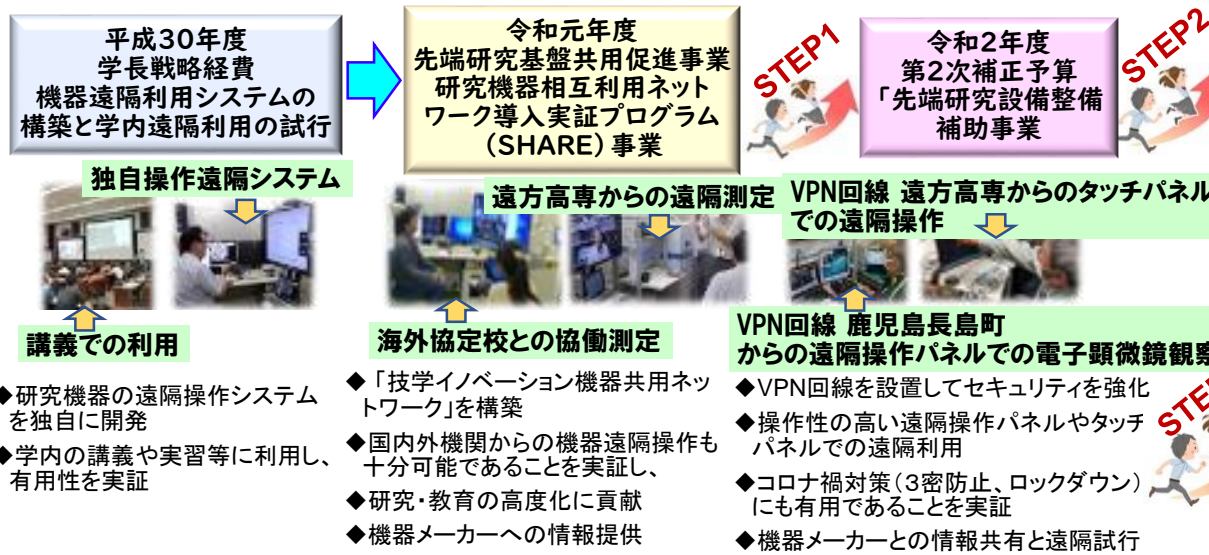 平成30年度
学長戦略経費
機器遠隔利用システムの
構築と学内遠隔利用の試行
独自操作遠隔システム
講義での利用
◆研究機器の遠隔操作システム
を独自に開発
◆学内の講義や実習等に利用し、
有用性を実証
令和元年度
先端研究基盤共用促進事業
研究機器相互利用ネット
ワーク導入実証プログラム
(SHARE)事業
遠方高専からの遠隔測定
海外協定校との協働測定
◆「技学イノベーション機器共用ネッ
トワーク」を構築
◆国内外機関からの機器遠隔操作も
十分可能であることを実証し、
◆研究・教育の高度化に貢献
◆機器メーカーへの情報提供
STEP1
令和2年度
第2次補正予算
「先端研究設備整備
補助事業
STEP2
VPN回線 遠方高専からのタッチパネル
での遠隔操作
VPN回線 鹿児島長島町
からの遠隔操作パネルでの電子顕微鏡観察
◆VPN回線を設置してセキュリティを強化
◆操作性の高い遠隔操作パネルやタッチ
パネルでの遠隔利用
◆コロナ禍対策(3密防止、ロックダウン)
にも有用であることを実証
◆機器メーカーとの情報共有と遠隔試行